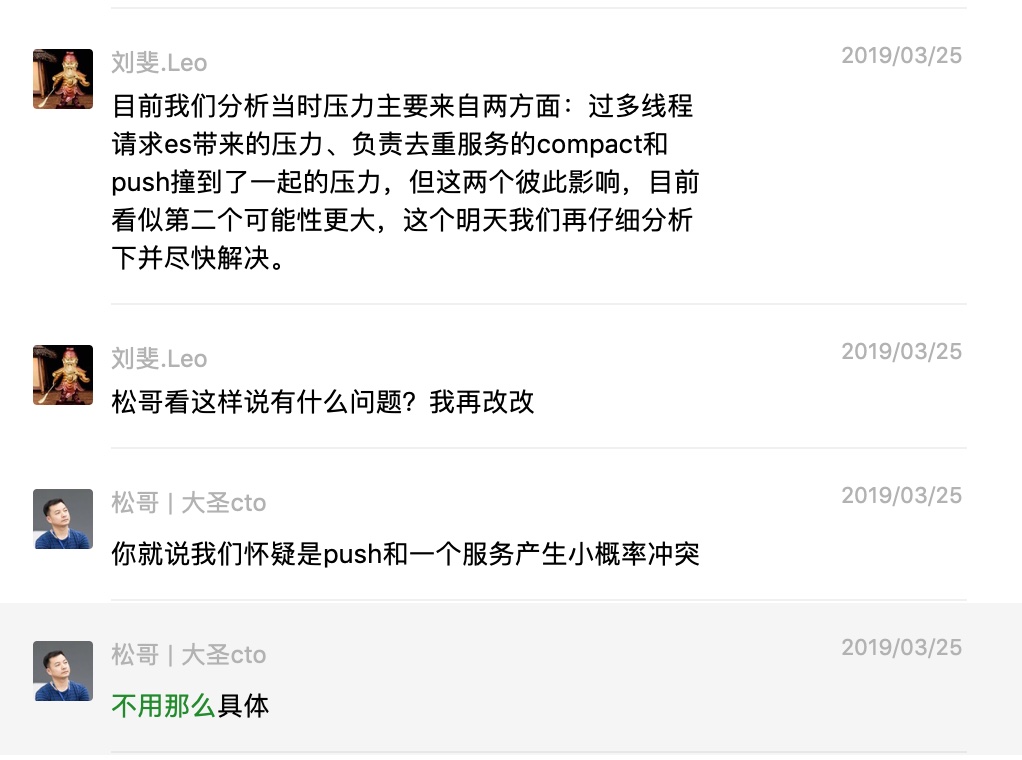 刘斐.Leo
2019/03/25
目前我们分析当时压力主要来自两方面：过多线程
请求es带来的压力、负责去重服务的compact和
push撞到了一起的压力，但这两个彼此影响，目前
看似第二个可能性更大，这个明天我们再仔细分析
下并尽快解决。
刘斐.Leo
2019/03/25
松哥看这样说有什么问题？我再改改
松哥 | 大圣cto
2019/03/25
你就说我们怀疑是push和一个服务产生小概率冲突
松哥 | 大圣cto
2019/03/25
不用那么具体